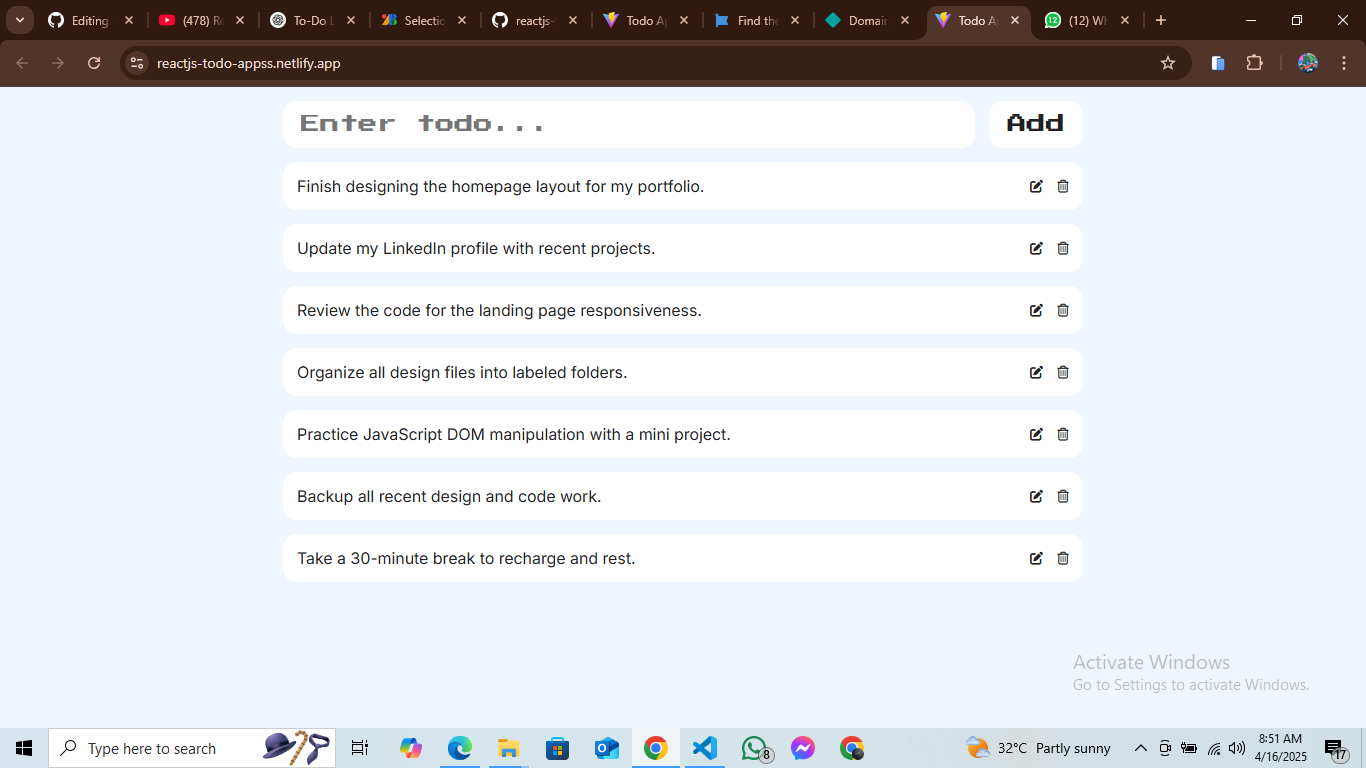 Editing
(478) R
To-Do L
Selectio
reactjs-
Todo A
Find the
Domain
Todo A
12
(12) W
reactjs-todo-appss.netlify.app
Enter todo...
Add
Finish designing the homepage layout for my portfolio.
Update my LinkedIn profile with recent projects.
Review the code for the landing page responsiveness.
Organize all design files into labeled folders.
Practice JavaScript DOM manipulation with a mini project.
Backup all recent design and code work.
Take a 30-minute break to recharge and rest.
Activate Windows
Go to Settings to activate Windows.
Type here to search
8
32°C Partly sunny
8:51 AM
4/16/2025
17